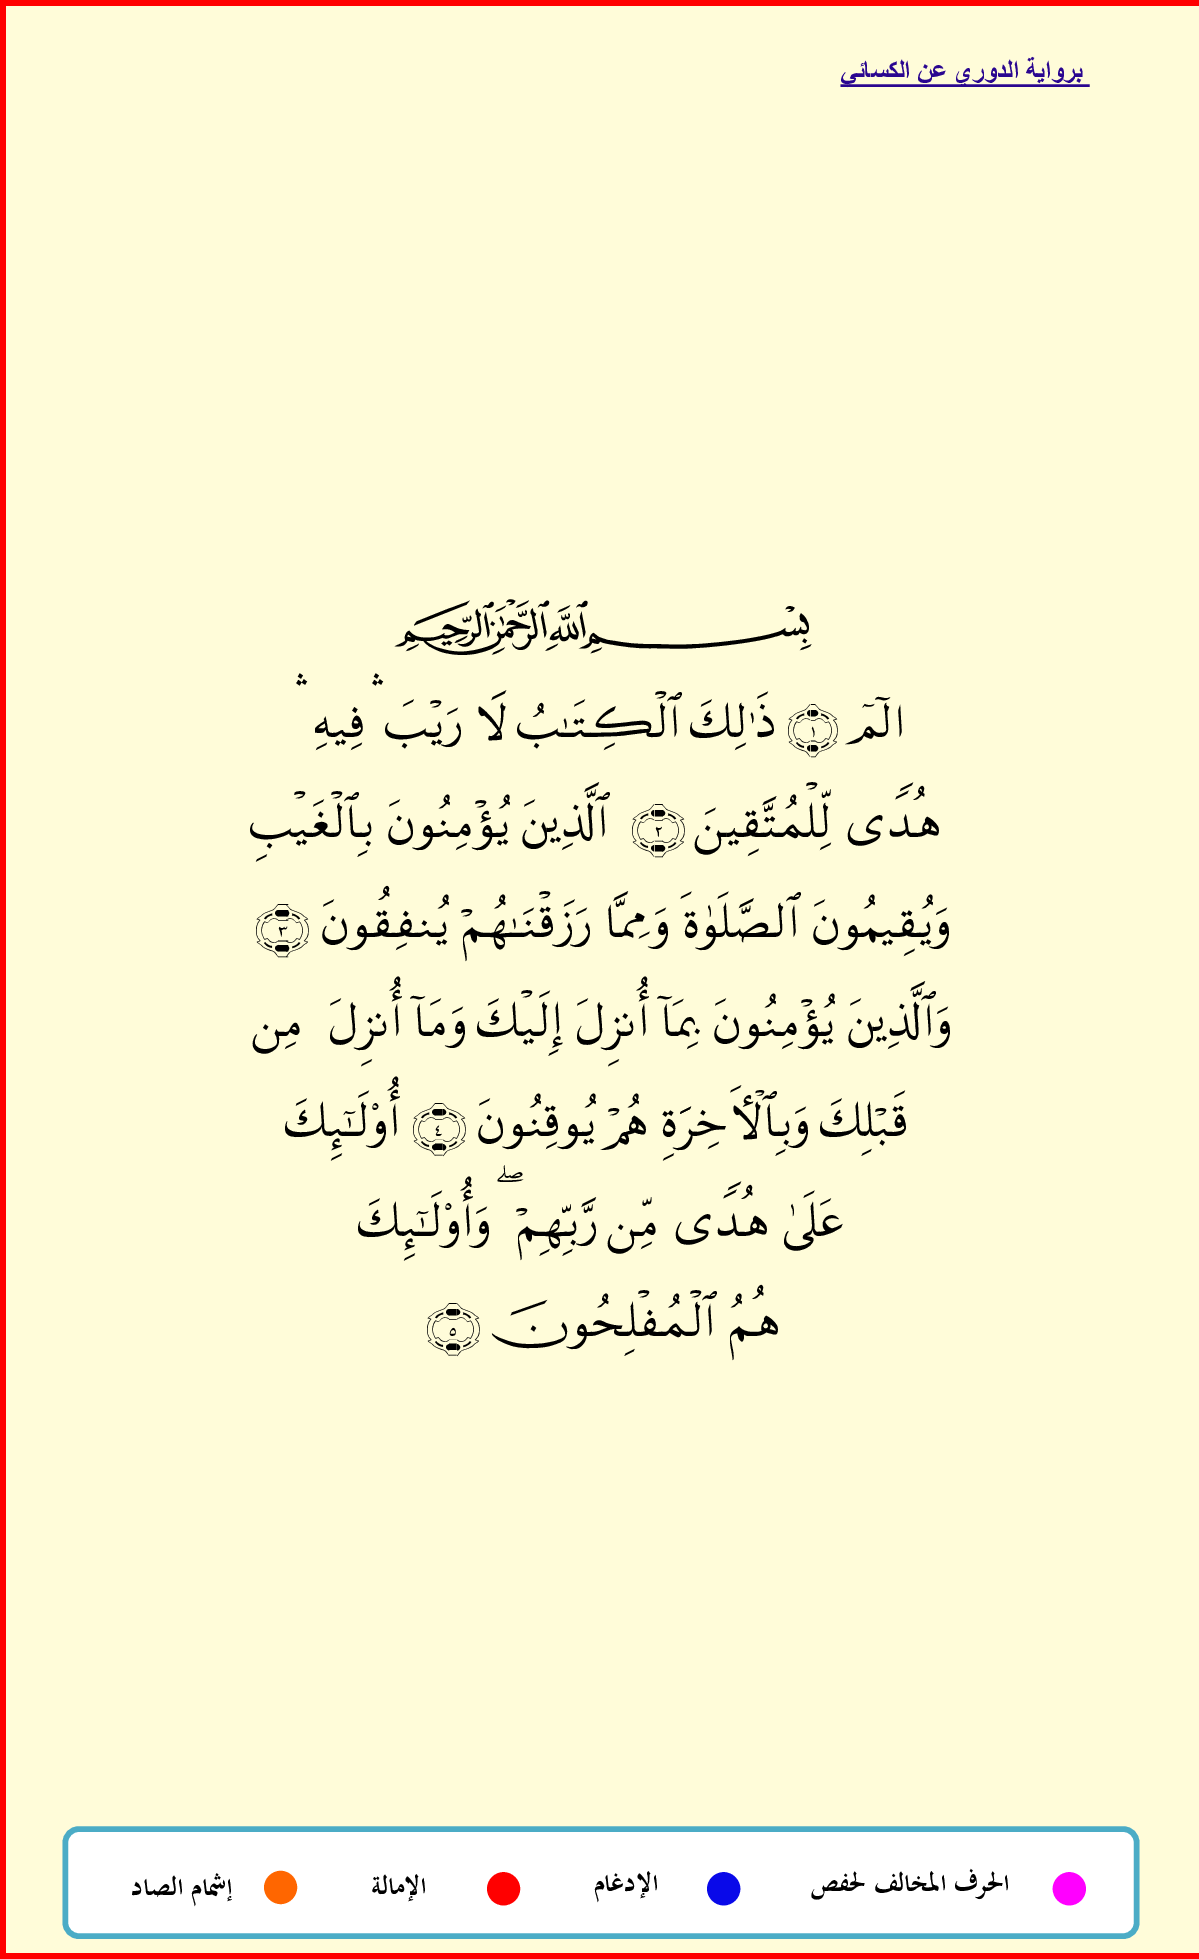 برواية الدوري عن الكسائي
بِسْمِ ٱللَّهِ ٱلرَّحْمَٰنِ ٱلرَّحِيمِ
الٓمٓ ١ ذَٰلِكَ ٱلْكِتَٰبُ لَا رَيْبَ ۛ فِيهِ ۛ
هُدًى لِّلْمُتَّقِينَ ٢ ٱلَّذِينَ يُؤْمِنُونَ بِٱلْغَيْبِ
وَيُقِيمُونَ ٱلصَّلَوٰةَ وَمِمَّا رَزَقْنَٰهُمْ يُنفِقُونَ ٣
وَٱلَّذِينَ يُؤْمِنُونَ بِمَآ أُنزِلَ إِلَيْكَ وَمَآ أُنزِلَ مِن
قَبْلِكَ وَبِٱلْأَخِرَةِ هُمْ يُوقِنُونَ ٤ أُوْلَٰٓئِكَ
عَلَىٰ هُدًى مِّن رَّبِّهِمْ ۖ وَأُوْلَٰٓئِكَ
هُمُ ٱلْمُفْلِحُونَ ٥
الحرف المخالف لحفص الإدغام الإمالة إشمام الصاد